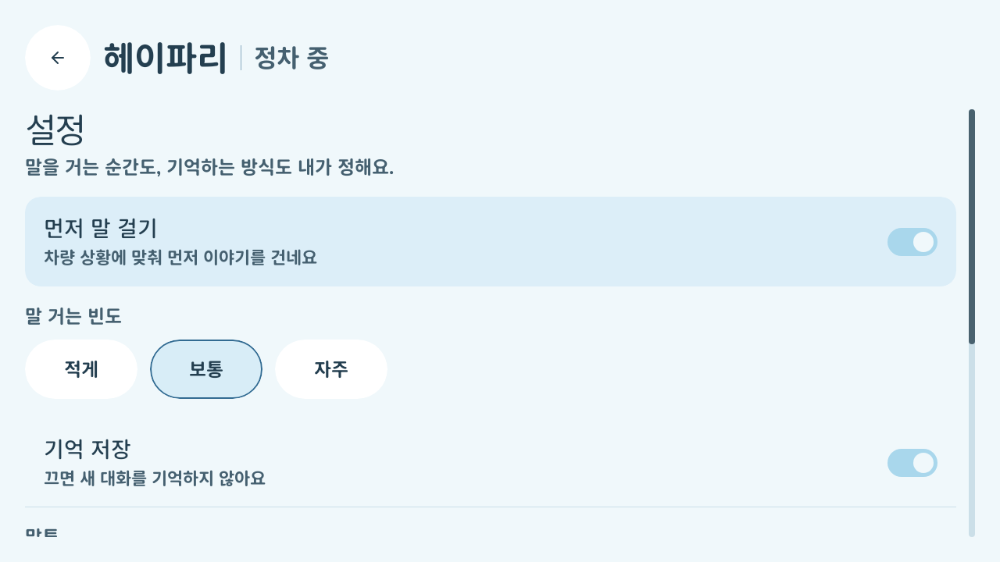 헤이파리
정차 중
설정
말을 거는 순간도, 기억하는 방식도 내가 정해요.
먼저 말 걸기
차량 상황에 맞춰 먼저 이야기를 건네요
말 거는 빈도
적게
보통
자주
기억 저장
끄면 새 대화를 기억하지 않아요